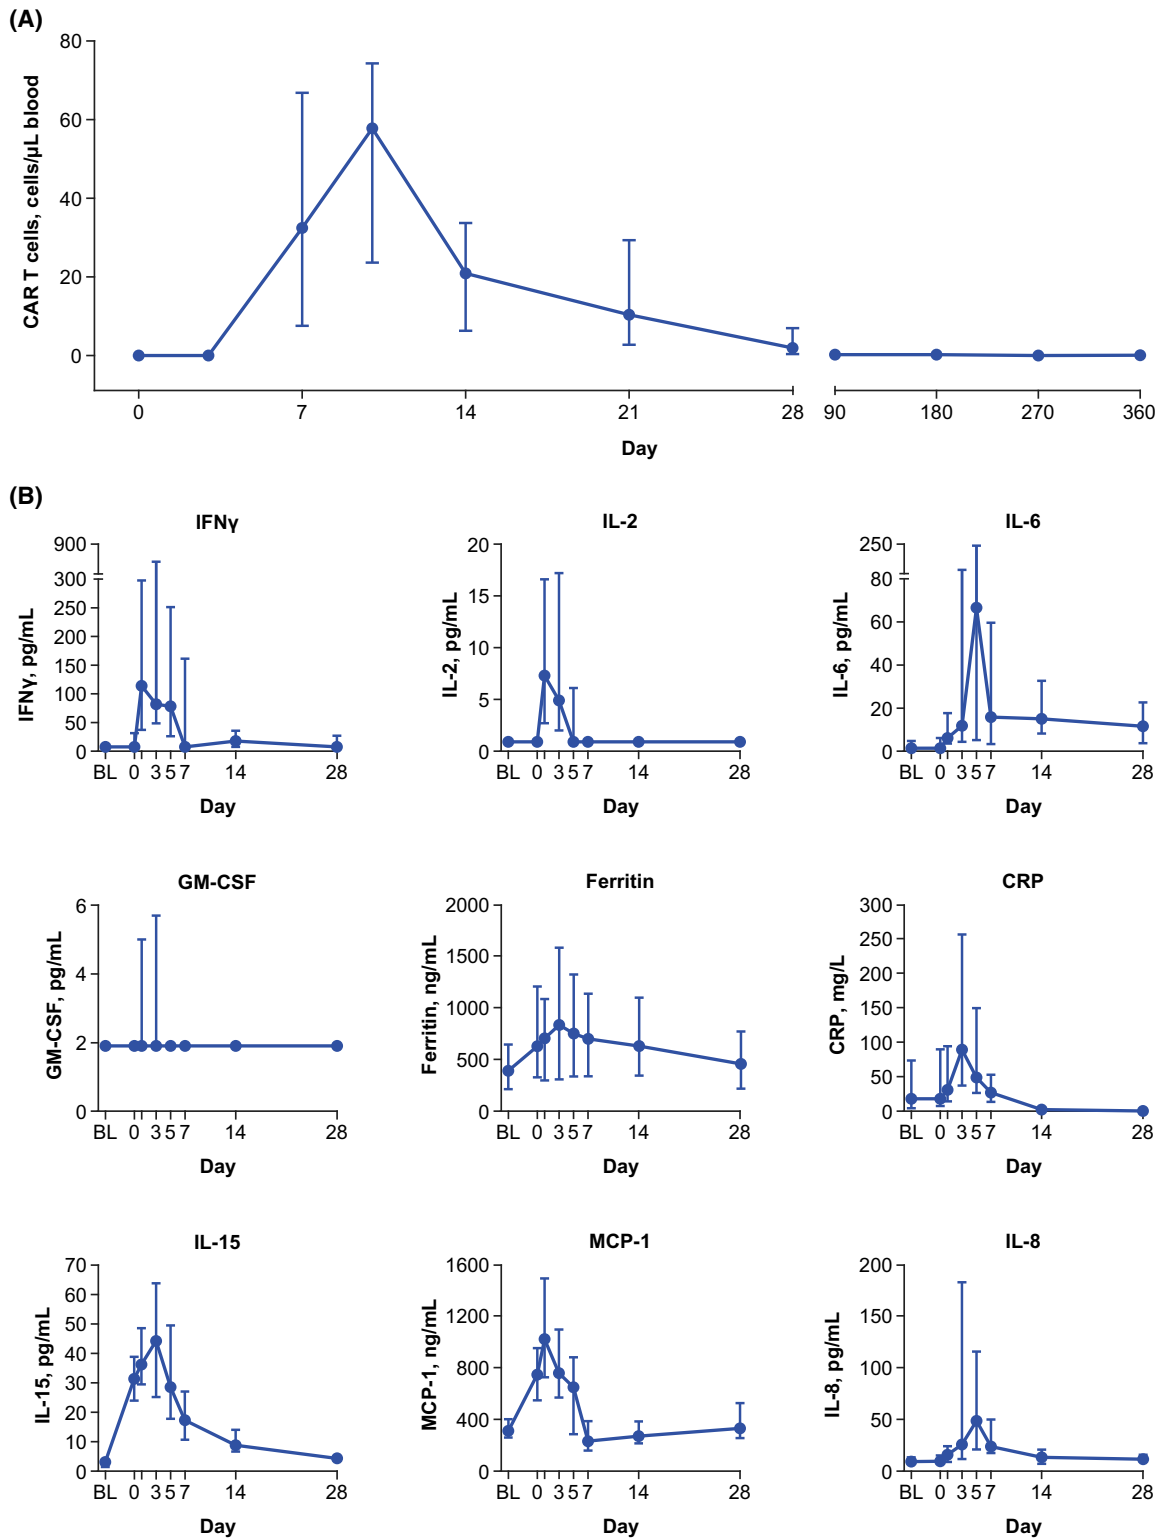 (A)
80
60
40
20
0
CAR T cells, cells/µL blood
0 7 14 21 28 90 180 270 360
Day
(B)
IFNγ
900
300
250
200
150
100
50
0
IFNγ, pg/mL
BL 0 3 5 7 14 28
Day
IL-2
20
15
10
5
0
IL-2, pg/mL
BL 0 3 5 7 14 28
Day
IL-6
250
80
60
40
20
0
IL-6, pg/mL
BL 0 3 5 7 14 28
Day
GM-CSF
6
4
2
0
GM-CSF, pg/mL
BL 0 3 5 7 14 28
Day
Ferritin
2000
1500
1000
500
0
Ferritin, ng/mL
BL 0 3 5 7 14 28
Day
CRP
300
250
200
150
100
50
0
CRP, mg/L
BL 0 3 5 7 14 28
Day
IL-15
70
60
50
40
30
20
10
0
IL-15, pg/mL
BL 0 3 5 7 14 28
Day
MCP-1
1600
1200
800
400
0
MCP-1, ng/mL
BL 0 3 5 7 14 28
Day
IL-8
200
150
100
50
0
IL-8, pg/mL
BL 0 3 5 7 14 28
Day